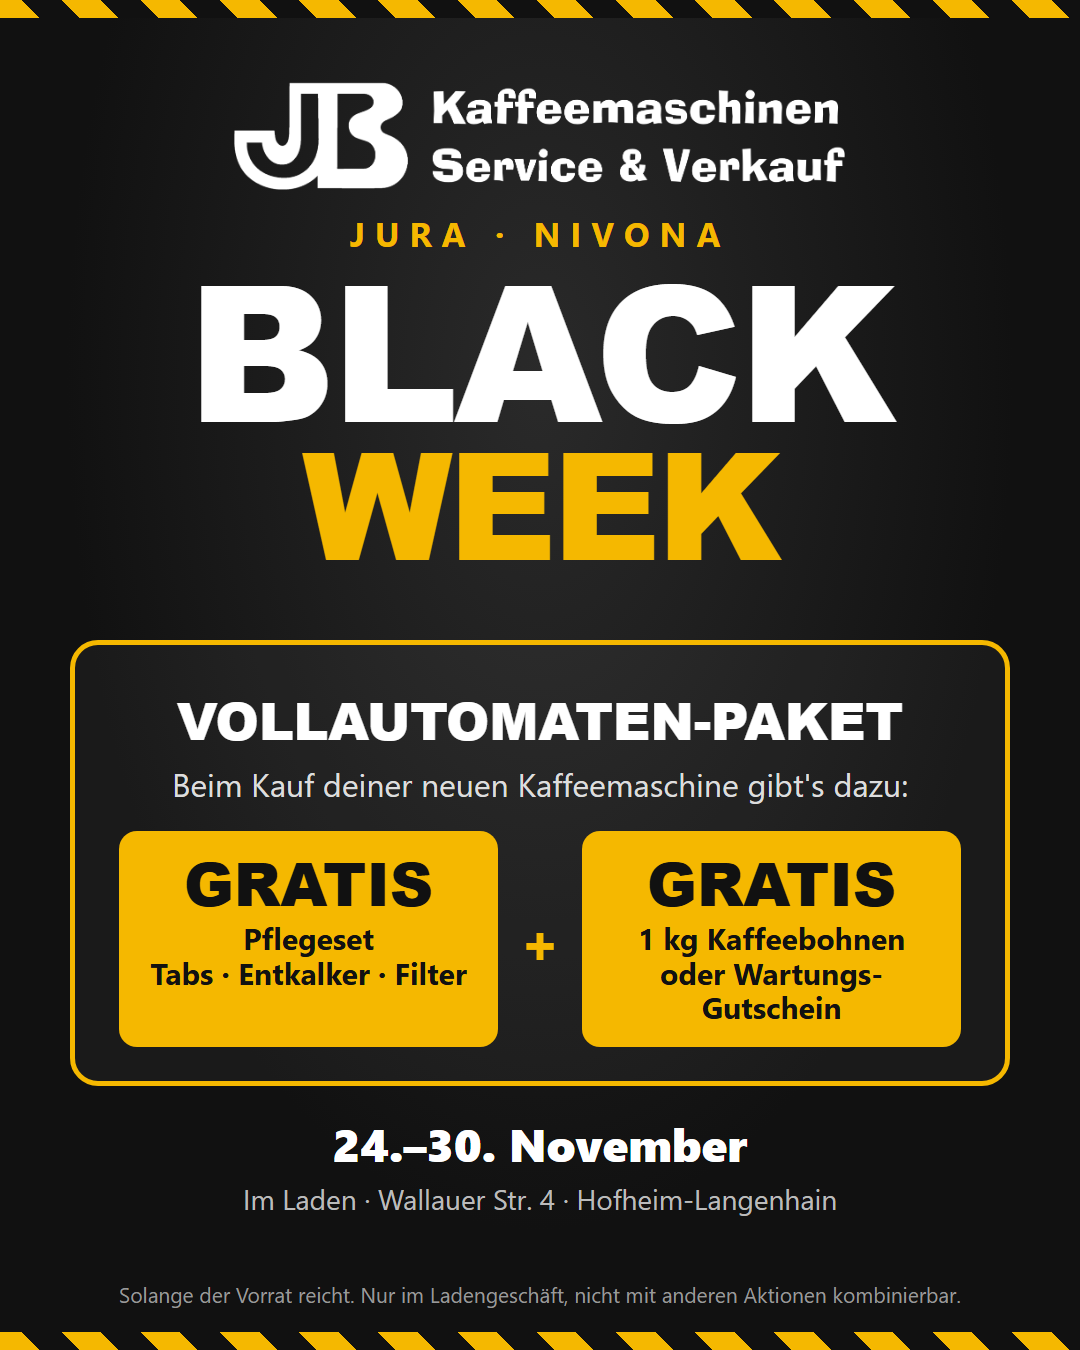 JB
Kaffeemaschinen
Service & Verkauf
JURA · NIVONA
BLACK
WEEK
VOLLAUTOMATEN-PAKET
Beim Kauf deiner neuen Kaffeemaschine gibt's dazu:
GRATIS
Pflegeset
Tabs · Entkalker · Filter
+
GRATIS
1 kg Kaffeebohnen
oder Wartungs-
Gutschein
24.–30. November
Im Laden · Wallauer Str. 4 · Hofheim-Langenhain
Solange der Vorrat reicht. Nur im Ladengeschäft, nicht mit anderen Aktionen kombinierbar.